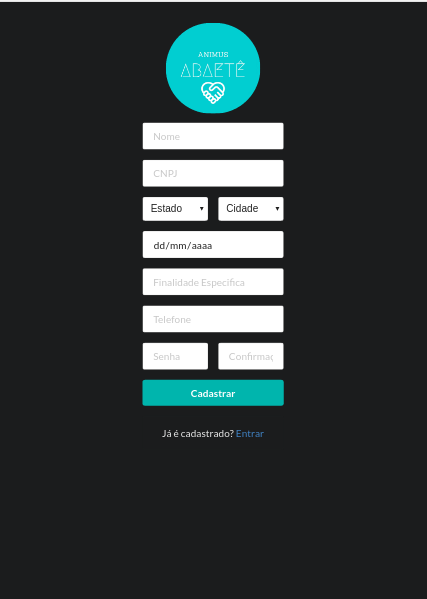 ANIMUS
ABAETÉ
Nome
CNPJ
Estado Cidade
dd/mm/aaaa
Finalidade Especifica
Telefone
Senha Confirmaç
Cadastrar
Já é cadastrado? Entrar